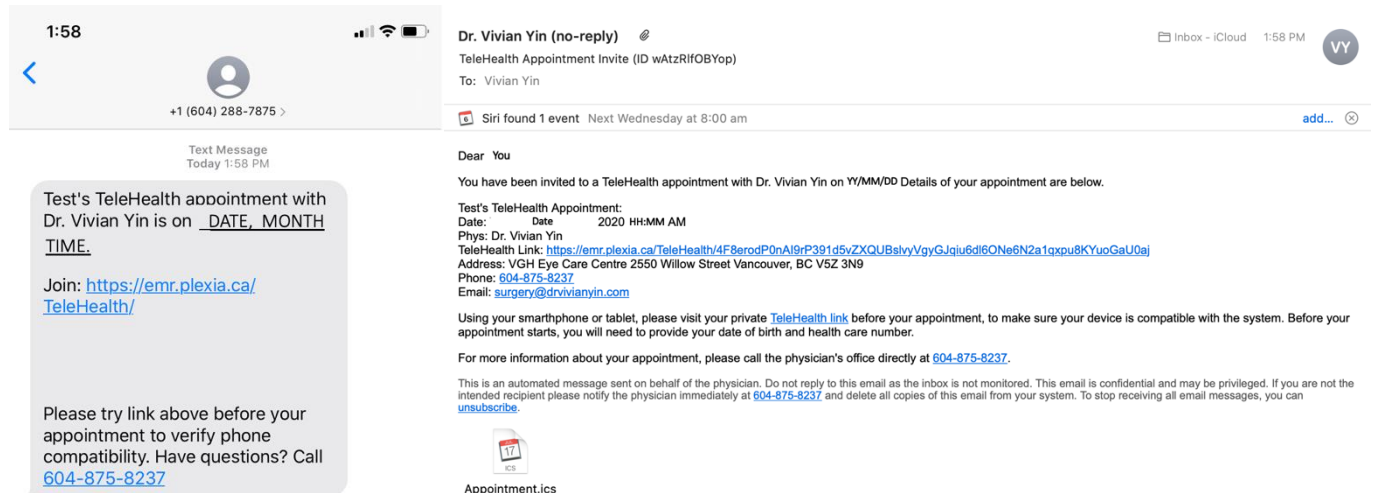 1:58
+1 (604) 288-7875 >
Text Message
Today 1:58 PM
Test's TeleHealth appointment with
Dr. Vivian Yin is on _DATE, MONTH
TIME.
Join: https://emr.plexia.ca/
TeleHealth/
Please try link above before your
appointment to verify phone
compatibility. Have questions? Call
604-875-8237
Dr. Vivian Yin (no-reply)
Inbox - iCloud 1:58 PM
VY
TeleHealth Appointment Invite (ID wAtzRlfOBYop)
To: Vivian Yin
6 Siri found 1 event Next Wednesday at 8:00 am add...
Dear You
You have been invited to a TeleHealth appointment with Dr. Vivian Yin on YY/MM/DD Details of your appointment are below.
Test's TeleHealth Appointment:
Date: Date 2020 HH:MM AM
Phys: Dr. Vivian Yin
TeleHealth Link: https://emr.plexia.ca/TeleHealth/4F8erodP0nAI9rP391d5vZXQUBslvyVgyGJqiu6dl6ONe6N2a1qxpu8KYuoGaU0aj
Address: VGH Eye Care Centre 2550 Willow Street Vancouver, BC V5Z 3N9
Phone: 604-875-8237
Email: surgery@drvivianyin.com
Using your smarthphone or tablet, please visit your private TeleHealth link before your appointment, to make sure your device is compatible with the system. Before your
appointment starts, you will need to provide your date of birth and health care number.
For more information about your appointment, please call the physician's office directly at 604-875-8237.
This is an automated message sent on behalf of the physician. Do not reply to this email as the inbox is not monitored. This email is confidential and may be privileged. If you are not the
intended recipient please notify the physician immediately at 604-875-8237 and delete all copies of this email from your system. To stop receiving all email messages, you can
unsubscribe.
JUL
17
ICS
Appointment.ics